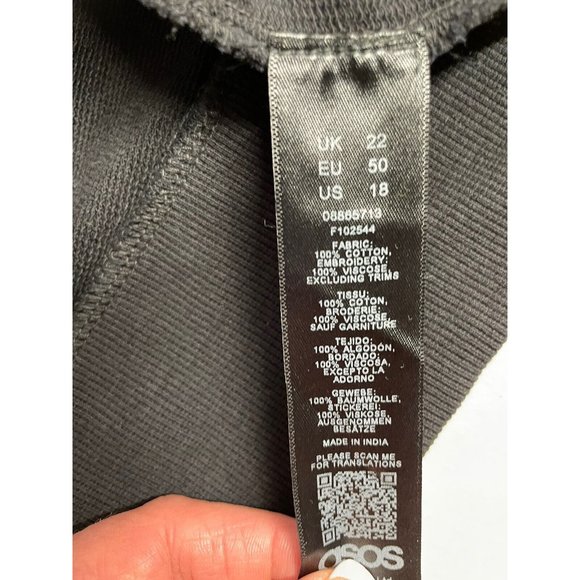 UK 22
EU 50
US 18
08865713
F102544
FABRIC:
100% COTTON,
EMBROIDERY:
100% VISCOSE,
EXCLUDING TRIMS
TISSU:
100% COTON,
BRODERIE:
100% VISCOSE,
SAUF GARNITURE
TEJIDO:
100% ALGODÓN,
BORDADO:
100% VISCOSA,
EXCEPTO LA
ADORNO
GEWEBE:
100% BAUMWOLLE,
STICKEREI:
100% VISKOSE,
AUSGENOMMEN
BESÄTZE
MADE IN INDIA
PLEASE SCAN ME
FOR TRANSLATIONS
asos